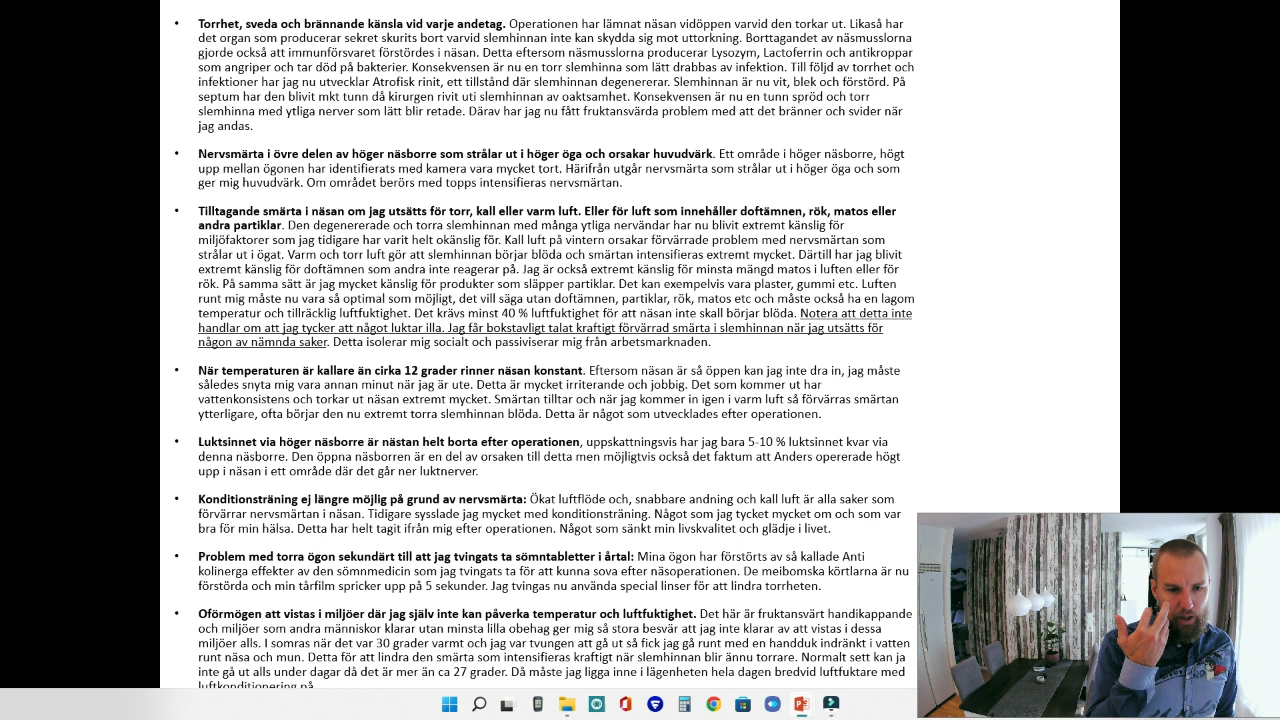 • Torrhet, sveda och brännande känsla vid varje andetag. Operationen har lämnat näsan vidöppen varvid den torkar ut. Likaså har
det organ som producerar sekret skurits bort varvid slemhinnan inte kan skydda sig mot uttorkning. Borttagandet av näsmusslorna
gjorde också att immunförsvaret förstördes i näsan. Detta eftersom näsmusslorna producerar Lysozym, Lactoferrin och antikroppar
som angriper och tar död på bakterier. Konsekvensen är nu en torr slemhinna som lätt drabbas av infektion. Till följd av torrhet och
infektioner har jag nu utvecklar Atrofisk rinit, ett tillstånd där slemhinnan degenererar. Slemhinnan är nu vit, blek och förstörd. På
septum har den blivit mkt tunn då kirurgen rivit uti slemhinnan av oaktsamhet. Konsekvensen är nu en tunn spröd och torr
slemhinna med ytliga nerver som lätt blir retade. Därav har jag nu fått fruktansvärda problem med att det bränner och svider när
jag andas.
• Nervsmärta i övre delen av höger näsborre som strålar ut i höger öga och orsakar huvudvärk. Ett område i höger näsborre, högt
upp mellan ögonen har identifierats med kamera vara mycket tort. Härifrån utgår nervsmärta som strålar ut i höger öga och som
ger mig huvudvärk. Om området berörs med topps intensifieras nervsmärtan.
• Tilltagande smärta i näsan om jag utsätts för torr, kall eller varm luft. Eller för luft som innehåller doftämnen, rök, matos eller
andra partiklar. Den degenererade och torra slemhinnan med många ytliga nervändar har nu blivit extremt känslig för
miljöfaktorer som jag tidigare har varit helt okänslig för. Kall luft på vintern orsakar förvärrade problem med nervsmärtan som
strålar ut i ögat. Varm och torr luft gör att slemhinnan börjar blöda och smärtan intensifieras extremt mycket. Därtill har jag blivit
extremt känslig för doftämnen som andra inte reagerar på. Jag är också extremt känslig för minsta mängd matos i luften eller för
rök. På samma sätt är jag mycket känslig för produkter som släpper partiklar. Det kan exempelvis vara plaster, gummi etc. Luften
runt mig måste nu vara så optimal som möjligt, det vill säga utan doftämnen, partiklar, rök, matos etc och måste också ha en lagom
temperatur och tillräcklig luftfuktighet. Det krävs minst 40 % luftfuktighet för att näsan inte skall börjar blöda. Notera att detta inte
handlar om att jag tycker att något luktar illa. Jag får bokstavligt talat kraftigt förvärrad smärta i slemhinnan när jag utsätts för
någon av nämnda saker. Detta isolerar mig socialt och passiviserar mig från arbetsmarknaden.
• När temperaturen är kallare än cirka 12 grader rinner näsan konstant. Eftersom näsan är så öppen kan jag inte dra in, jag måste
således snyta mig vara annan minut när jag är ute. Detta är mycket irriterande och jobbig. Det som kommer ut har
vattenkonsistens och torkar ut näsan extremt mycket. Smärtan tilltar och när jag kommer in igen i varm luft så förvärras smärtan
ytterligare, ofta börjar den nu extremt torra slemhinnan blöda. Detta är något som utvecklades efter operationen.
• Luktsinnet via höger näsborre är nästan helt borta efter operationen, uppskattningsvis har jag bara 5-10 % luktsinnet kvar via
denna näsborre. Den öppna näsborren är en del av orsaken till detta men möjligtvis också det faktum att Anders opererade högt
upp i näsan i ett område där det går ner luktnerver.
• Konditionsträning ej längre möjlig på grund av nervsmärta: Ökat luftflöde och, snabbare andning och kall luft är alla saker som
förvärrar nervsmärtan i näsan. Tidigare sysslade jag mycket med konditionsträning. Något som jag tycket mycket om och som var
bra för min hälsa. Detta har helt tagit ifrån mig efter operationen. Något som sänkt min livskvalitet och glädje i livet.
• Problem med torra ögon sekundärt till att jag tvingats ta sömntabletter i årtal: Mina ögon har förstörts av så kallade Anti
kolinerga effekter av den sömnmedicin som jag tvingats ta för att kunna sova efter näsoperationen. De meibomska körtlarna är nu
förstörda och min tårfilm spricker upp på 5 sekunder. Jag tvingas nu använda special linser för att lindra torrheten.
• Oförmögen att vistas i miljöer där jag själv inte kan påverka temperatur och luftfuktighet. Det här är fruktansvärt handikappande
och miljöer som andra människor klarar utan minsta lilla obehag ger mig så stora besvär att jag inte klarar av att vistas i dessa
miljöer alls. I somras när det var 30 grader varmt och jag var tvungen att gå ut så fick jag gå runt med en handduk indränkt i vatten
runt näsa och mun. Detta för att lindra den smärta som intensifieras kraftigt när slemhinnan blir ännu torrare. Normalt sett kan ja
inte gå ut alls under dagar då det är mer än ca 27 grader. Då måste jag ligga inne i lägenheten hela dagen bredvid luftfuktare med
luftkonditionering på.